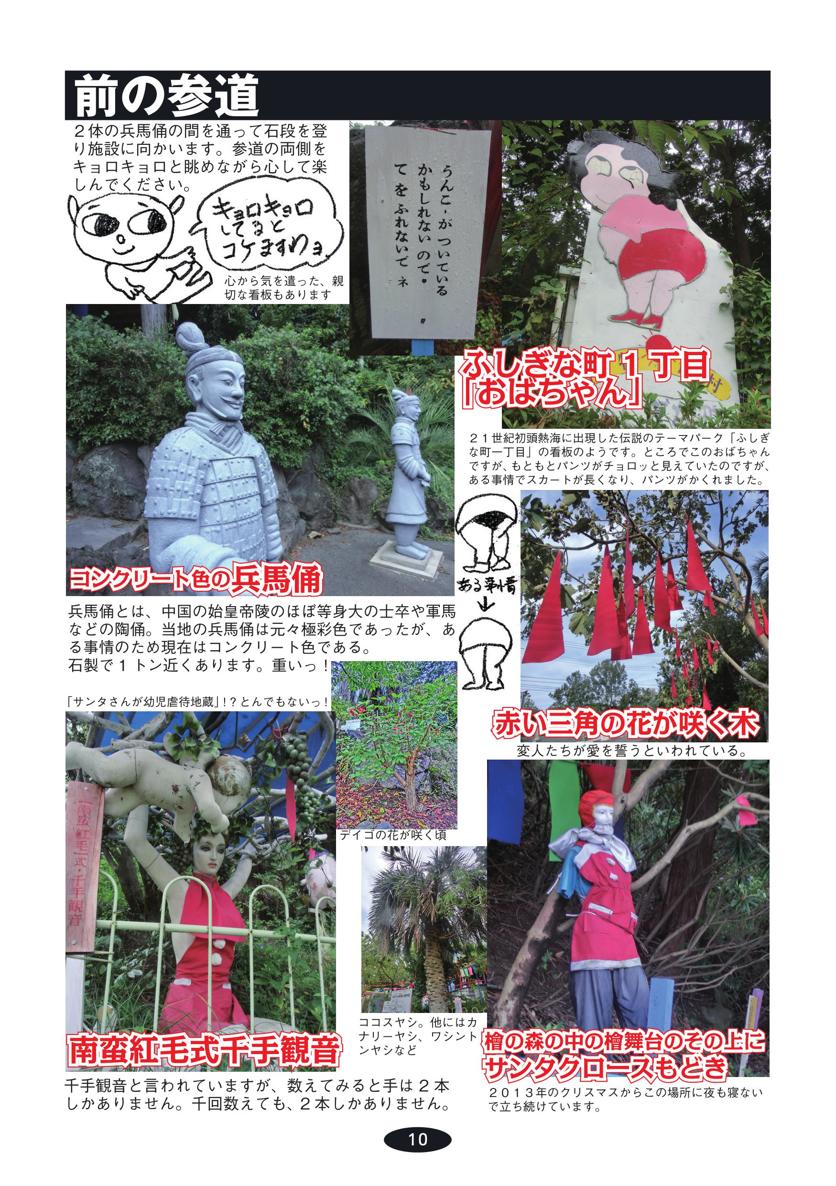 前の参道
２体の兵馬俑の間を通って石段を登
り施設に向かいます。参道の両側を
キョロキョロと眺めながら心して楽
しんでください。
キョロキョロ
してると
コケますわョ
心から気を遣った、親
切な看板もあります
うんこ・が ついている
かもしれないので。
て を ふれないで ネ
〃
ふしぎな町１丁目
「おばちゃん」
村
２１世紀初頭熱海に出現した伝説のテーマパーク「ふしぎ
な町一丁目」の看板のようです。ところでこのおばちゃん
ですが、もともとパンツがチョロッと見えていたのですが、
ある事情でスカートが長くなり、パンツがかくれました。
コンクリート色の兵馬俑
兵馬俑とは、中国の始皇帝陵のほぼ等身大の士卒や軍馬
などの陶俑。当地の兵馬俑は元々極彩色であったが、あ
る事情のため現在はコンクリート色である。
石製で１トン近くあります。重いっ！
ある事情
↓
赤い三角の花が咲く木
変人たちが愛を誓うといわれている。
「サンタさんが幼児虐待地蔵」！？とんでもないっ！
紅毛式・千手観音
南蛮紅毛式千手観音
千手観音と言われていますが、数えてみると手は２本
しかありません。千回数えても、２本しかありません。
デイゴの花が咲く頃
ココスヤシ。他にはカ
ナリーヤシ、ワシント
ンヤシなど
檜の森の中の檜舞台のその上に
サンタクロースもどき
２０１３年のクリスマスからこの場所に夜も寝ない
で立ち続けています。
10